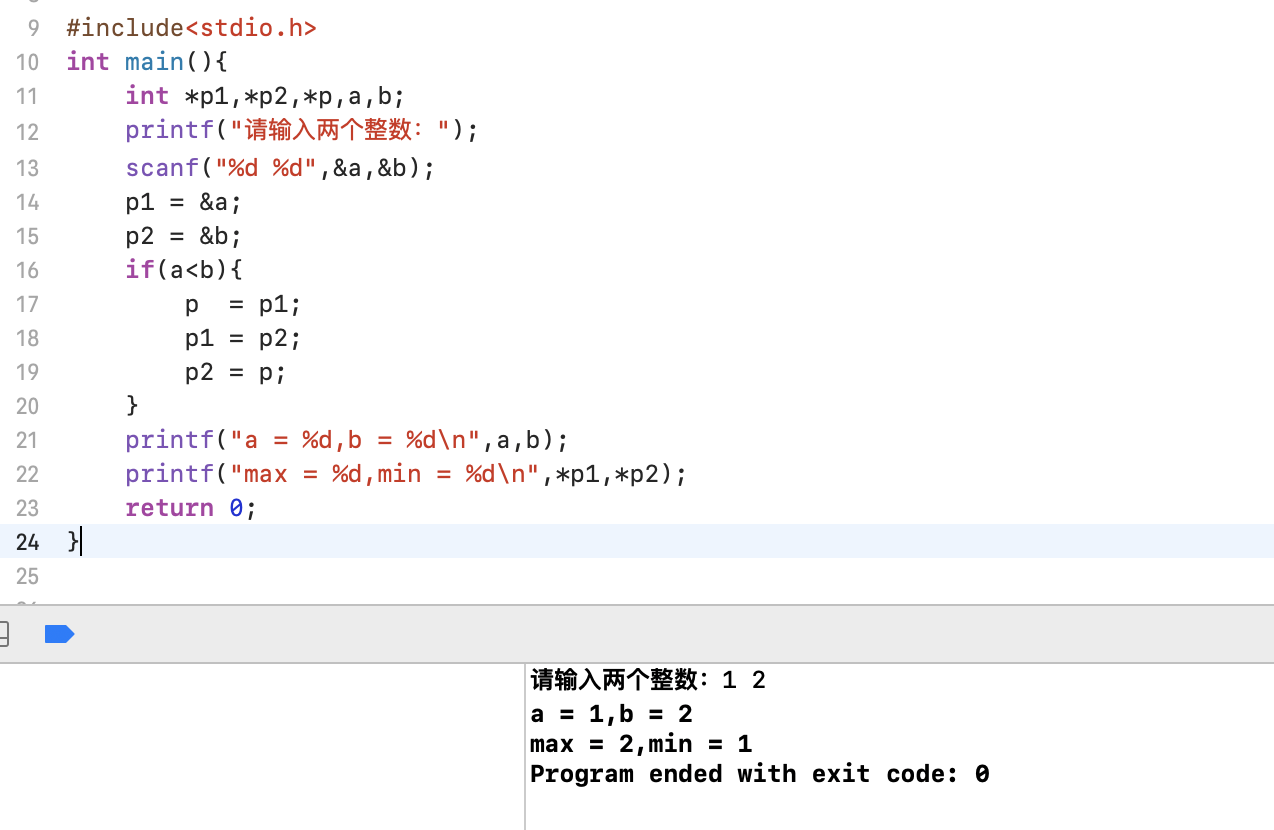 9 #include<stdio.h>
10 int main(){
11     int *p1,*p2,*p,a,b;
12     printf("请输入两个整数：");
13     scanf("%d %d",&a,&b);
14     p1 = &a;
15     p2 = &b;
16     if(a<b){
17         p  = p1;
18         p1 = p2;
19         p2 = p;
20     }
21     printf("a = %d,b = %d\n",a,b);
22     printf("max = %d,min = %d\n",*p1,*p2);
23     return 0;
24 }
25
请输入两个整数：1 2
a = 1,b = 2
max = 2,min = 1
Program ended with exit code: 0